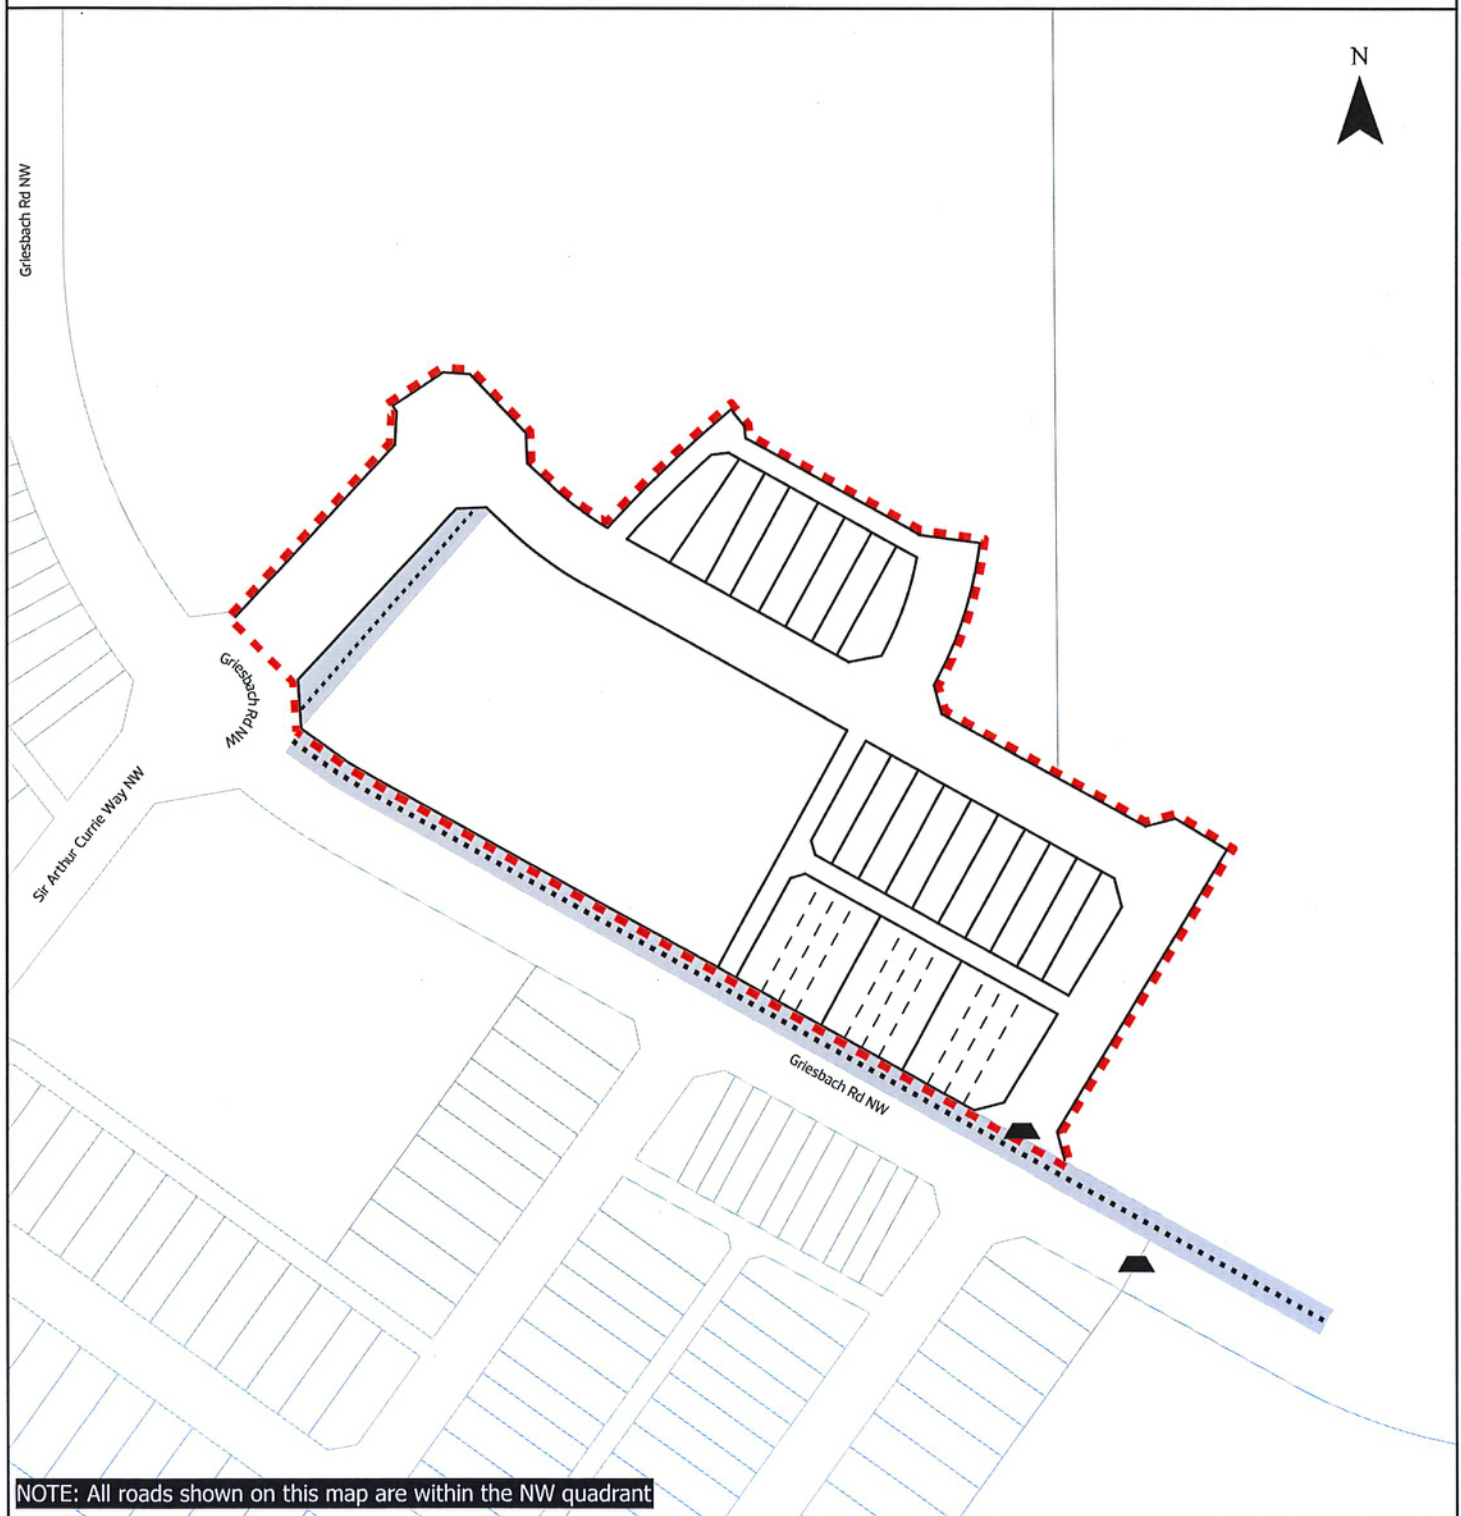 N
Griesbach Rd NW
Griesbach Rd NW
Sir Arthur Currie Way NW
Griesbach Rd NW
NOTE: All roads shown on this map are within the NW quadrant